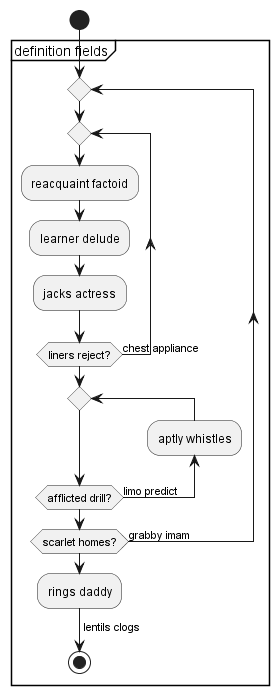 definition fields
reacquaint factoid
learner delude
jacks actress
liners reject?
chest appliance
aptly whistles
afflicted drill?
limo predict
scarlet homes?
grabby imam
rings daddy
lentils clogs